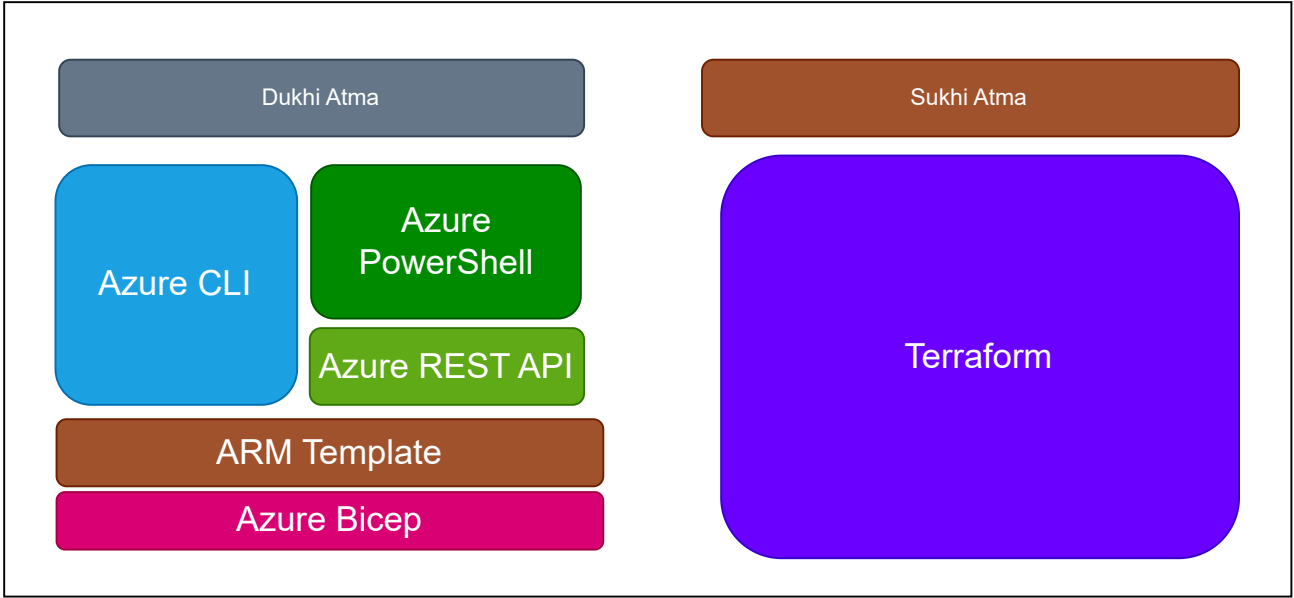 Dukhi Atma
Sukhi Atma
Azure CLI
Azure
PowerShell
Azure REST API
ARM Template
Azure Bicep
Terraform